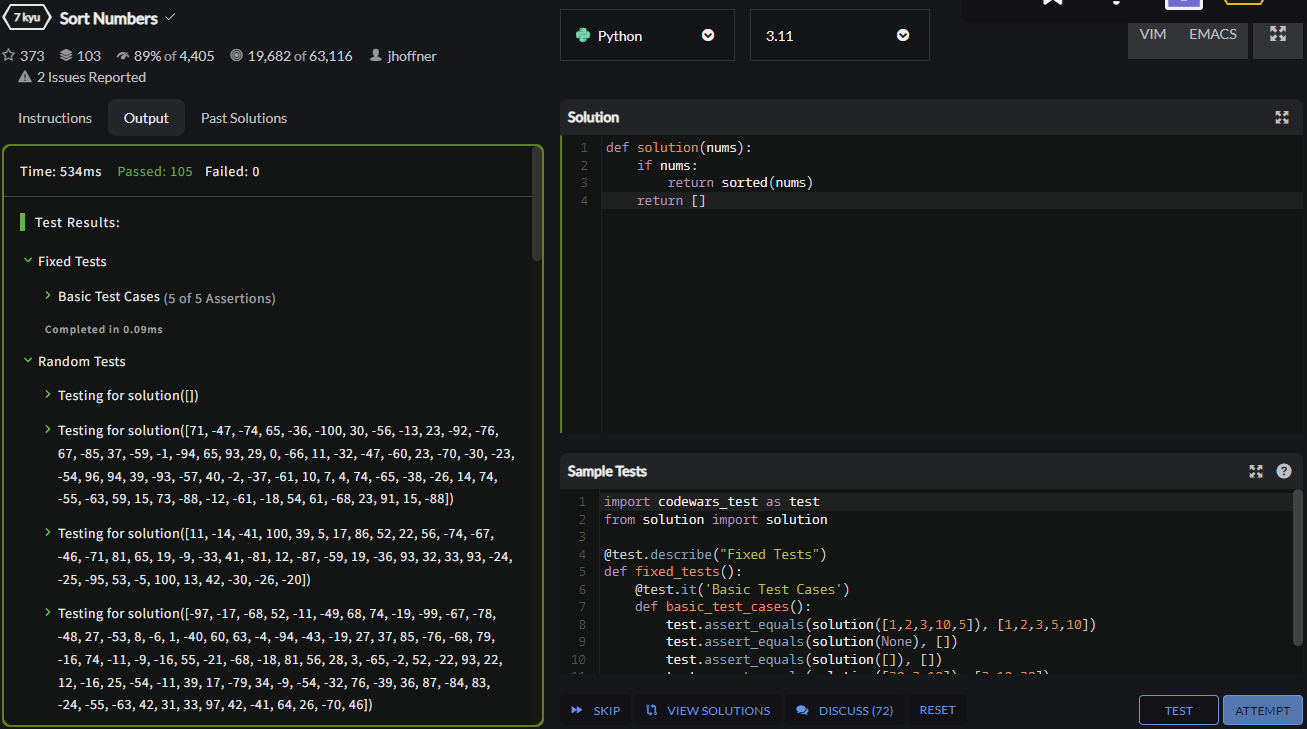 7 kyu Sort Numbers
373 103 89% of 4,405 19,682 of 63,116 jhoffner
2 Issues Reported
Instructions Output Past Solutions
Time: 534ms Passed: 105 Failed: 0
Test Results:
Fixed Tests
Basic Test Cases (5 of 5 Assertions)
Completed in 0.09ms
Random Tests
Testing for solution([])
Testing for solution([71, -47, -74, 65, -36, -100, 30, -56, -13, 23, -92, -76,
67, -85, 37, -59, -1, -94, 65, 93, 29, 0, -66, 11, -32, -47, -60, 23, -70, -30, -23,
-54, 96, 94, 39, -93, -57, 40, -2, -37, -61, 10, 7, 4, 74, -65, -38, -26, 14, 74,
-55, -63, 59, 15, 73, -88, -12, -61, -18, 54, 61, -68, 23, 91, 15, -88])
Testing for solution([11, -14, -41, 100, 39, 5, 17, 86, 52, 22, 56, -74, -67,
-46, -71, 81, 65, 19, -9, -33, 41, -81, 12, -87, -59, 19, -36, 93, 32, 33, 93, -24,
-25, -95, 53, -5, 100, 13, 42, -30, -26, -20])
Testing for solution([-97, -17, -68, 52, -11, -49, 68, 74, -19, -99, -67, -78,
-48, 27, -53, 8, -6, 1, -40, 60, 63, -4, -94, -43, -19, 27, 37, 85, -76, -68, 79,
-16, 74, -11, -9, -16, 55, -21, -68, -18, 81, 56, 28, 3, -65, -2, 52, -22, 93, 22,
12, -16, 25, -54, -11, 39, 17, -79, 34, -9, -54, -32, 76, -39, 36, 87, -84, 83,
-24, -55, -63, 42, 31, 33, 97, 42, -41, 64, 26, -70, 46])
Python 3.11
VIM EMACS
Solution
1 def solution(nums):
2 if nums:
3 return sorted(nums)
4 return []
Sample Tests
1 import codewars_test as test
2 from solution import solution
3
4 @test.describe("Fixed Tests")
5 def fixed_tests():
6 @test.it('Basic Test Cases')
7 def basic_test_cases():
8 test.assert_equals(solution([1,2,3,10,5]), [1,2,3,5,10])
9 test.assert_equals(solution(None), [])
10 test.assert_equals(solution([]), [])
SKIP VIEW SOLUTIONS DISCUSS (72) RESET TEST ATTEMPT